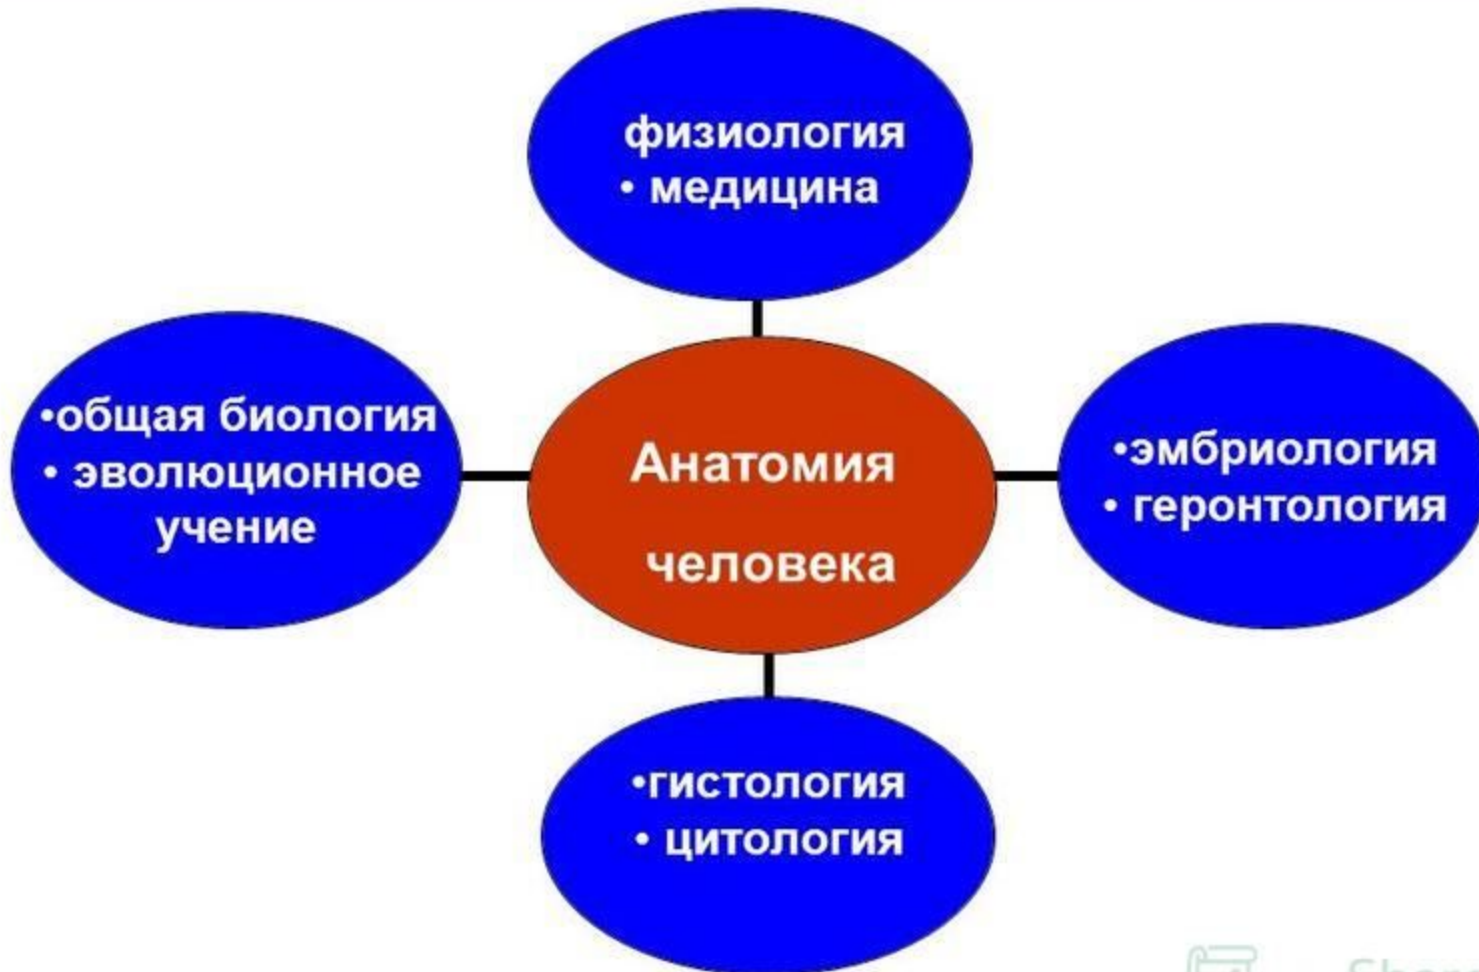 физиология
• медицина
•общая биология
• эволюционное
учение
Анатомия
человека
•эмбриология
• геронтология
•гистология
• цитология